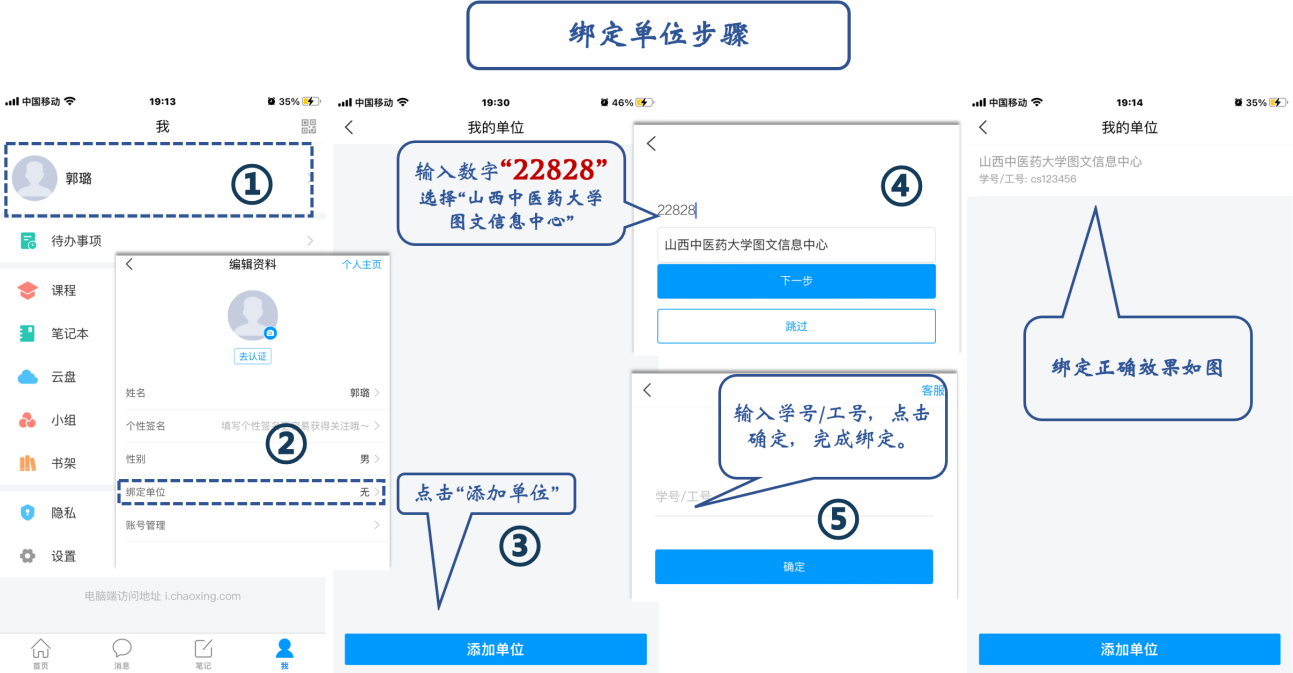 绑定单位步骤
中国移动
19:13
35%
我
郭璐
①
待办事项
课程
笔记本
云盘
小组
书架
隐私
设置
电脑端访问地址 i.chaoxing.com
首页
消息
笔记
我
编辑资料
个人主页
去认证
姓名
郭璐
个性签名
填写个性签名
易获得关注哦~
②
性别
男
绑定单位
无
账号管理
中国移动
19:30
46%
我的单位
输入数字“22828”
选择“山西中医药大学
图文信息中心”
点击“添加单位”
③
添加单位
④
22828
山西中医药大学图文信息中心
下一步
跳过
客服
输入学号/工号，点击
确定，完成绑定。
学号/工号
⑤
确定
中国移动
19:14
35%
我的单位
山西中医药大学图文信息中心
学号/工号: cs123456
绑定正确效果如图
添加单位